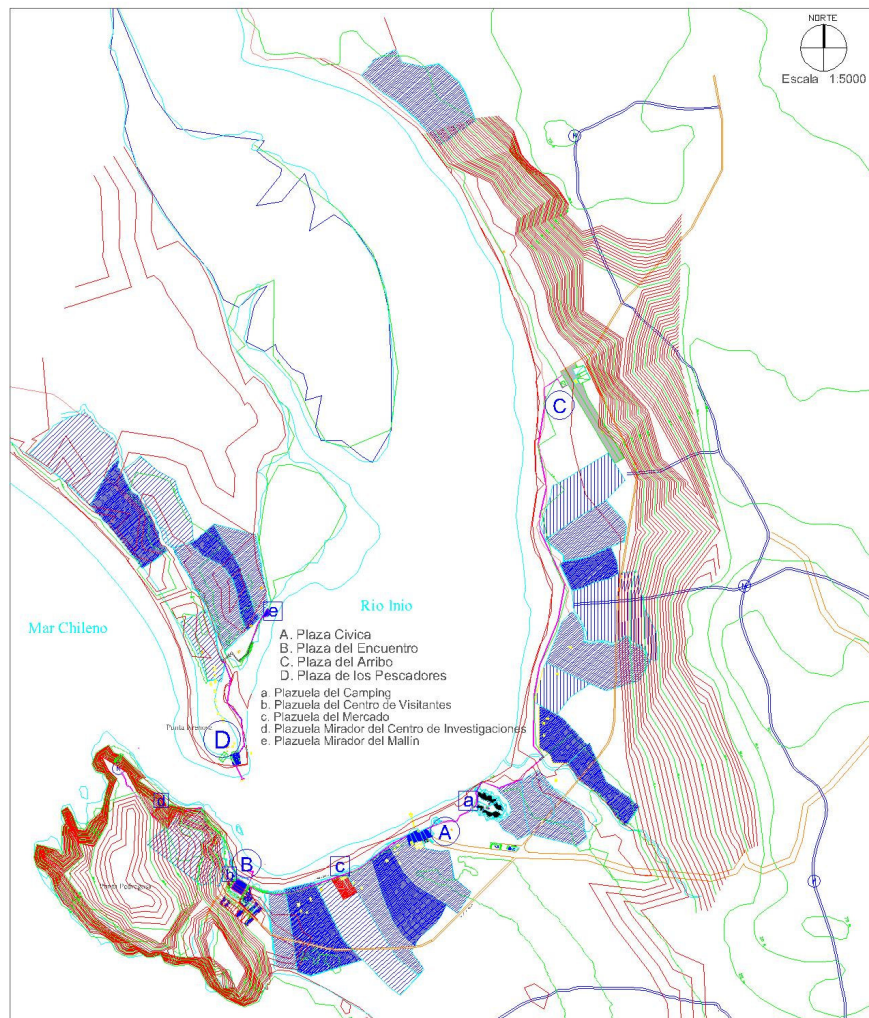 NORTE
Escala 1:5000
C
Mar Chileno
Rio Inio
e
A. Plaza Civica
B. Plaza del Encuentro
C. Plaza del Arribo
D. Plaza de los Pescadores
a. Plazuela del Camping
b. Plazuela del Centro de Visitantes
c. Plazuela del Mercado
d. Plazuela Mirador del Centro de Investigaciones
e. Plazuela Mirador del Mallín
D
d
a
A
B
c
b